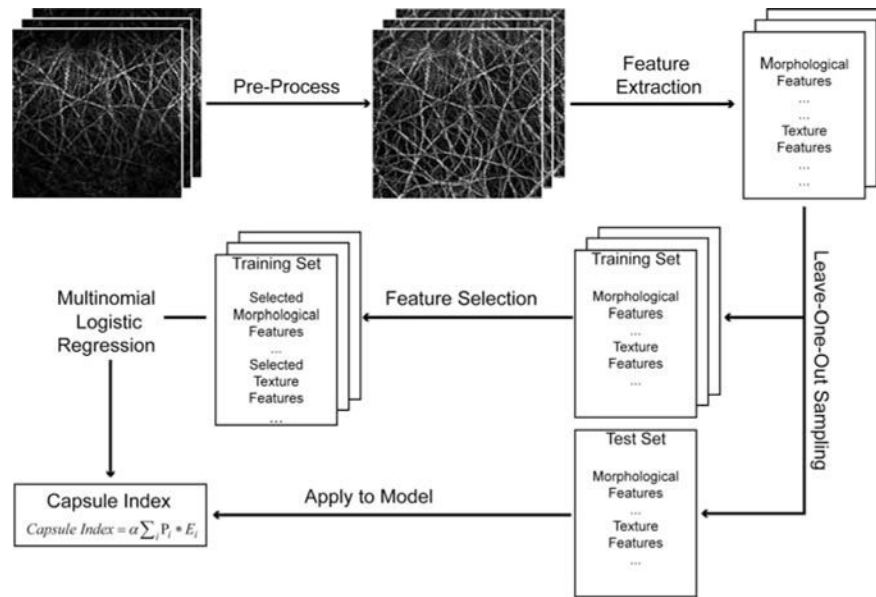 Pre-Process
Feature
Extraction
Morphological
Features
...
...
Texture
Features
...
...
Leave-One-Out Sampling
Training Set
Morphological
Features
...
Texture
Features
...
Feature Selection
Training Set
Selected
Morphological
Features
...
Selected
Texture
Features
...
Multinomial
Logistic
Regression
Test Set
Morphological
Features
...
Texture
Features
...
Apply to Model
Capsule Index
Capsule Index = α∑ᵢ Pᵢ * Eᵢ